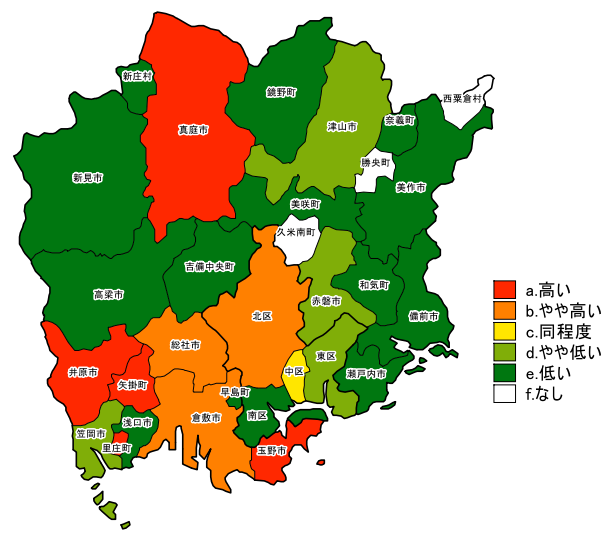 新庄村
鏡野町
西粟倉村
真庭市
津山市
奈義町
勝央町
新見市
美作市
美咲町
久米南町
吉備中央町
和気町
高梁市
赤磐市
北区
備前市
総社市
東区
井原市
中区
瀬戸内市
矢掛町
早島町
南区
倉敷市
浅口市
笠岡市
里庄町
玉野市
a.高い
b.やや高い
c.同程度
d.やや低い
e.低い
f.なし